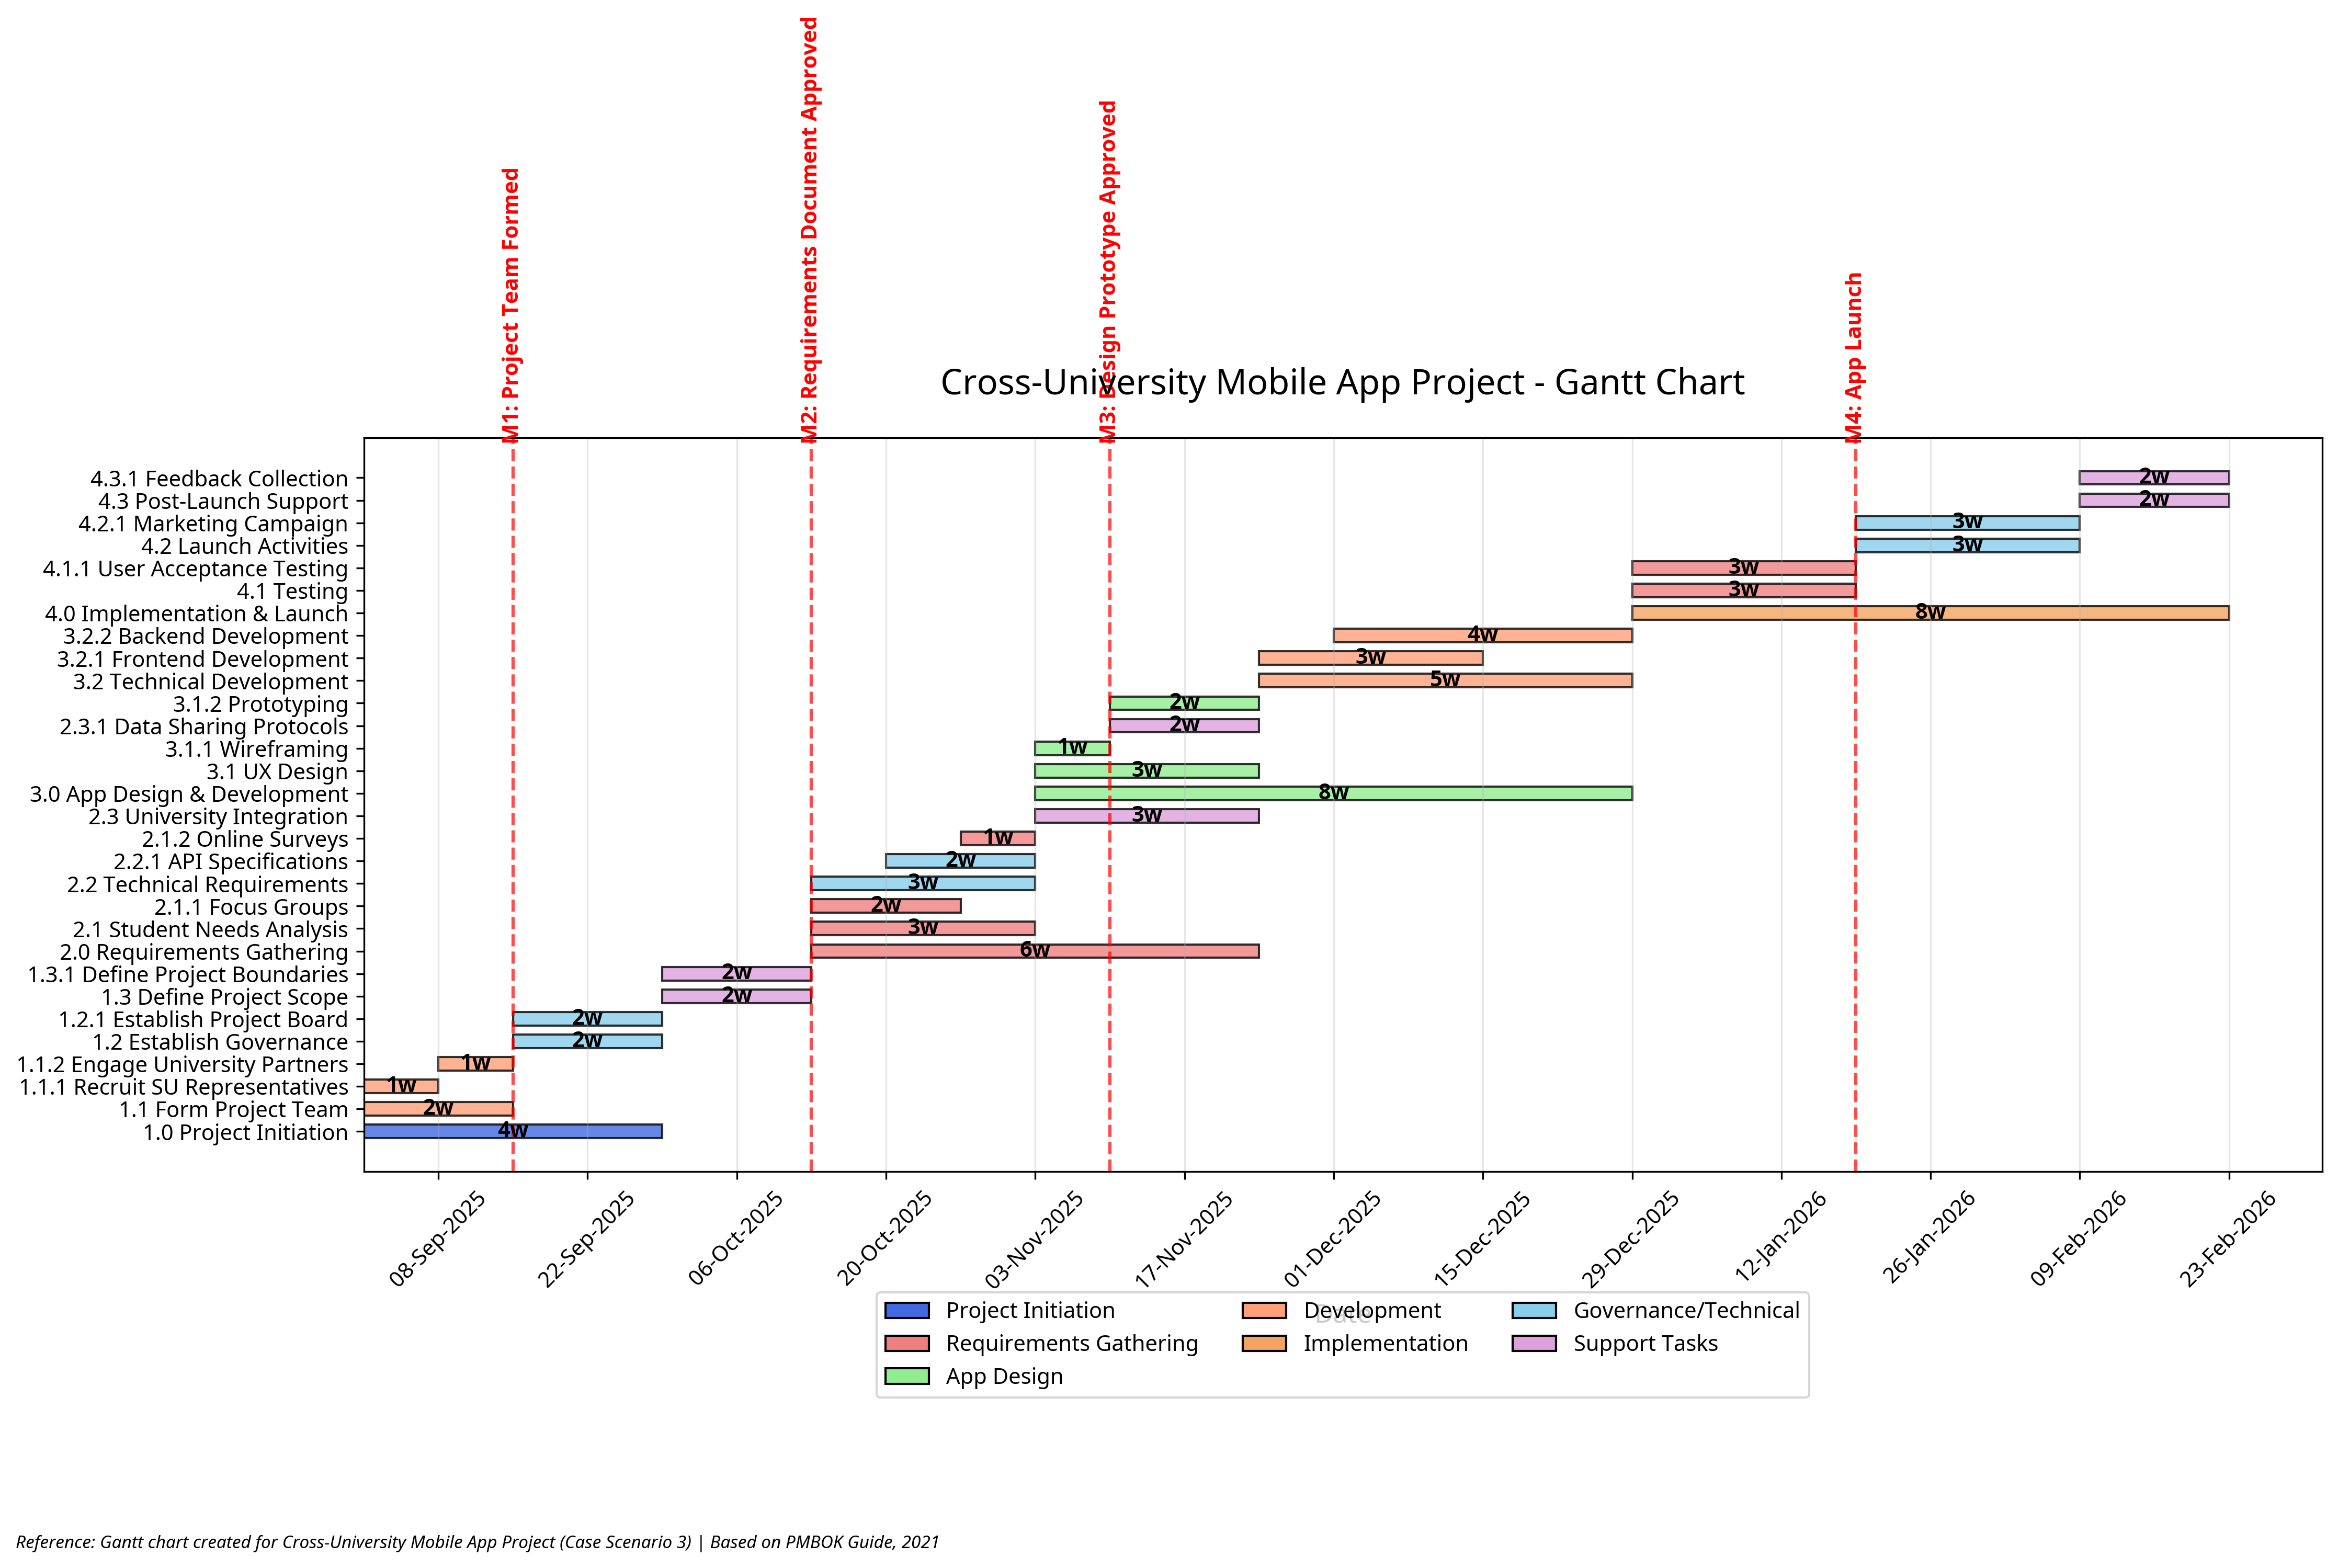 M1: Project Team Formed
M2: Requirements Document Approved
M3: Design Prototype Approved
M4: App Launch
Cross-University Mobile App Project - Gantt Chart
4.3.1 Feedback Collection 2w
4.3 Post-Launch Support 2w
4.2.1 Marketing Campaign 3w
4.2 Launch Activities 3w
4.1.1 User Acceptance Testing 3w
4.1 Testing 3w
4.0 Implementation & Launch 8w
3.2.2 Backend Development 4w
3.2.1 Frontend Development 3w
3.2 Technical Development 5w
3.1.2 Prototyping 2w
2.3.1 Data Sharing Protocols 2w
3.1.1 Wireframing 1w
3.1 UX Design 3w
3.0 App Design & Development 8w
2.3 University Integration 3w
2.1.2 Online Surveys 1w
2.2.1 API Specifications 2w
2.2 Technical Requirements 3w
2.1.1 Focus Groups 2w
2.1 Student Needs Analysis 3w
2.0 Requirements Gathering 6w
1.3.1 Define Project Boundaries 2w
1.3 Define Project Scope 2w
1.2.1 Establish Project Board 2w
1.2 Establish Governance 2w
1.1.2 Engage University Partners 1w
1.1.1 Recruit SU Representatives 1w
1.1 Form Project Team 2w
1.0 Project Initiation 4w
08-Sep-2025 22-Sep-2025 06-Oct-2025 20-Oct-2025 03-Nov-2025 17-Nov-2025 01-Dec-2025 15-Dec-2025 29-Dec-2025 12-Jan-2026 26-Jan-2026 09-Feb-2026 23-Feb-2026
Date
Project Initiation Development Governance/Technical
Requirements Gathering Implementation Support Tasks
App Design
Reference: Gantt chart created for Cross-University Mobile App Project (Case Scenario 3) | Based on PMBOK Guide, 2021